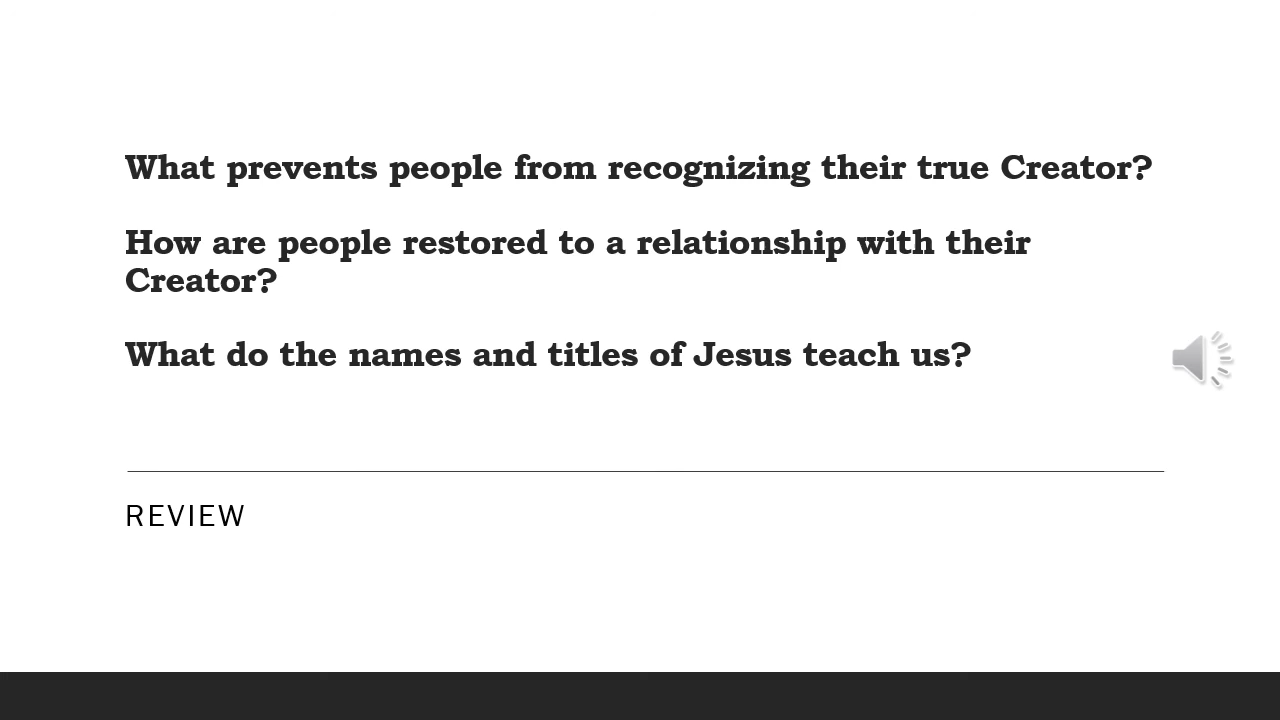 What prevents people from recognizing their true Creator?
How are people restored to a relationship with their
Creator?
What do the names and titles of Jesus teach us?
REVIEW